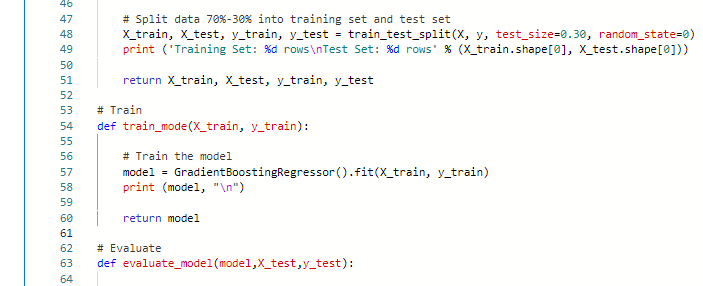 46
47 # Split data 70%-30% into training set and test set
48 X_train, X_test, y_train, y_test = train_test_split(X, y, test_size=0.30, random_state=0)
49 print ('Training Set: %d rows\nTest Set: %d rows' % (X_train.shape[0], X_test.shape[0]))
50
51 return X_train, X_test, y_train, y_test
52
53 # Train
54 def train_mode(X_train, y_train):
55
56 # Train the model
57 model = GradientBoostingRegressor().fit(X_train, y_train)
58 print (model, "\n")
59
60 return model
61
62 # Evaluate
63 def evaluate_model(model,X_test,y_test):
64